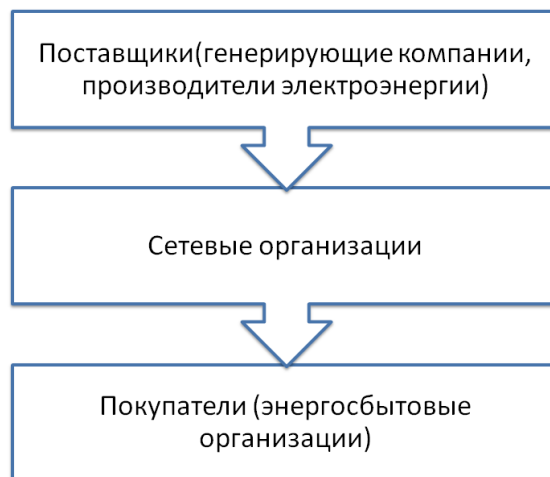 Поставщики(генерирующие компании,
производители электроэнергии)
Сетевые организации
Покупатели (энергосбытовые
организации)